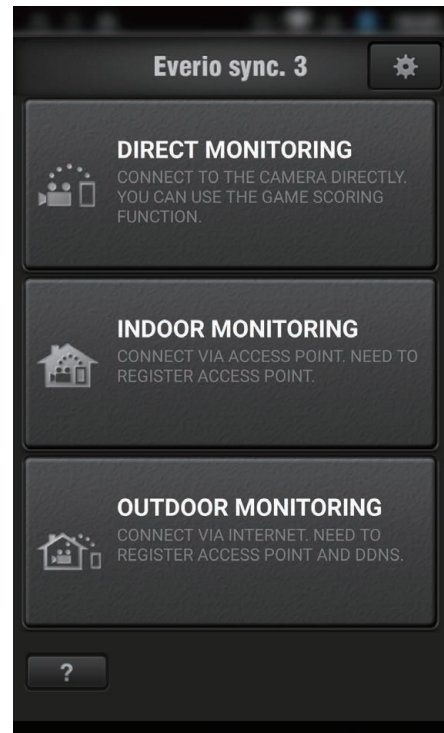 Everio sync. 3
DIRECT MONITORING
CONNECT TO THE CAMERA DIRECTLY.
YOU CAN USE THE GAME SCORING
FUNCTION.
INDOOR MONITORING
CONNECT VIA ACCESS POINT. NEED TO
REGISTER ACCESS POINT.
OUTDOOR MONITORING
CONNECT VIA INTERNET. NEED TO
REGISTER ACCESS POINT AND DDNS.
?